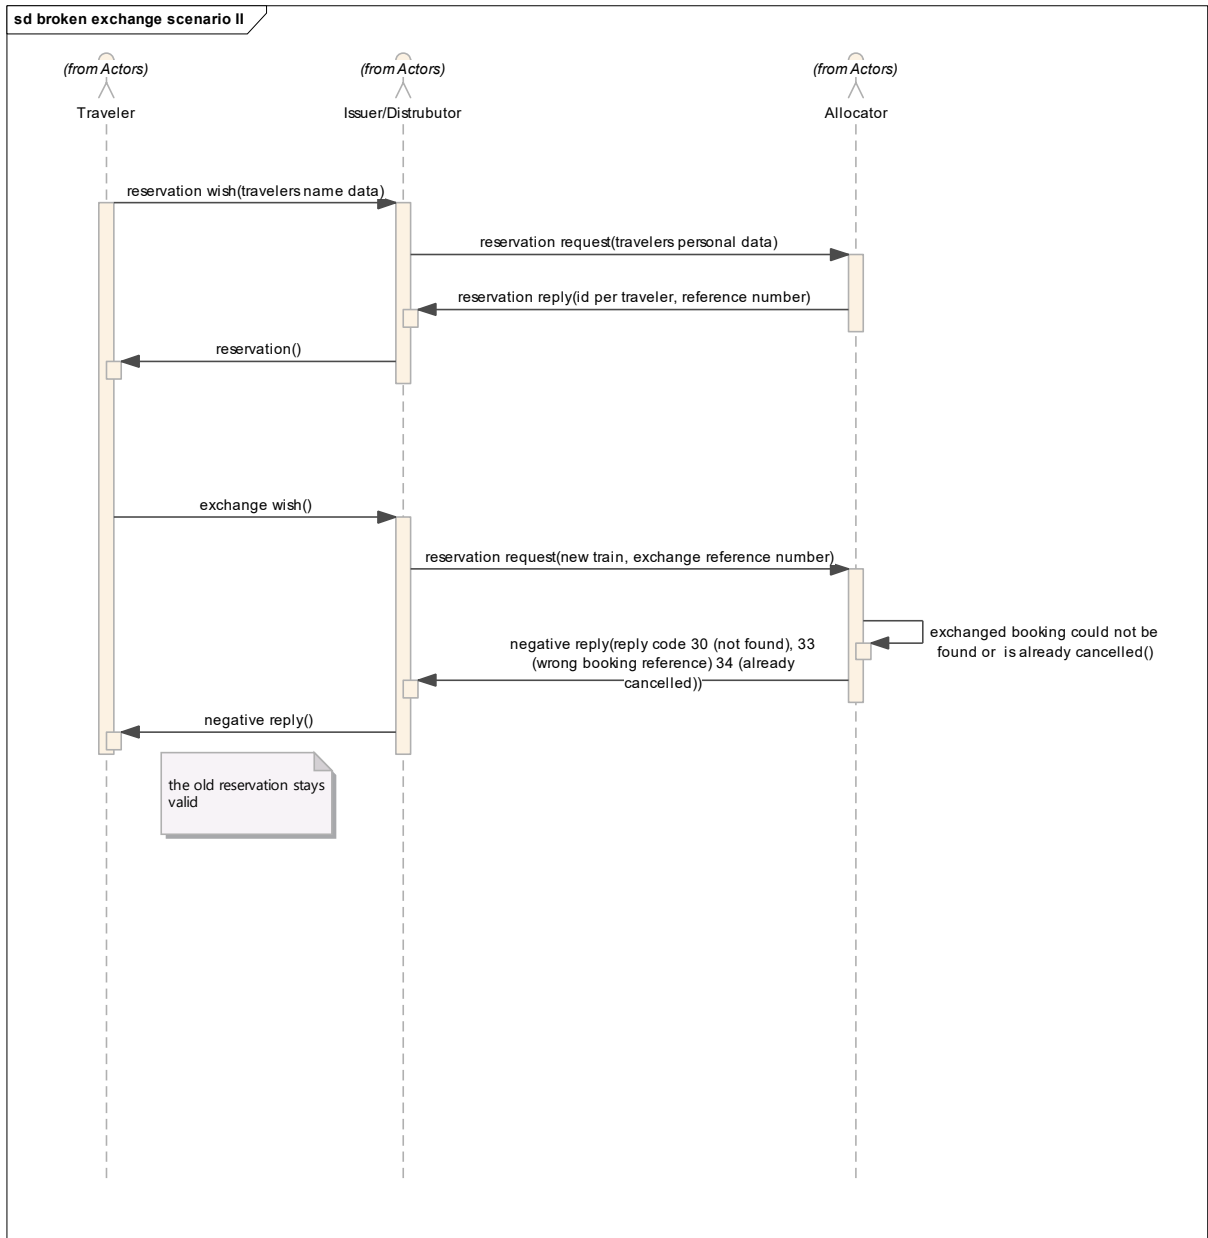 sd broken exchange scenario II
(from Actors)
(from Actors)
(from Actors)
Traveler
Issuer/Distrubutor
Allocator
reservation wish(travelers name data)
reservation request(travelers personal data)
reservation reply(id per traveler, reference number)
reservation()
exchange wish()
reservation request(new train, exchange reference number)
exchanged booking could not be
found or is already cancelled()
negative reply(reply code 30 (not found), 33
(wrong booking reference) 34 (already
cancelled))
negative reply()
the old reservation stays
valid